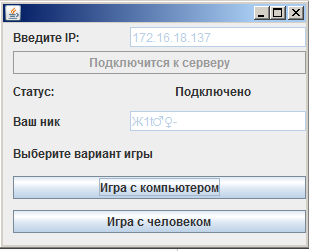 Введите IP: 172.16.18.137
Подключится к серверу
Статус: Подключено
Ваш ник Ж1t♂♀-
Выберите вариант игры
Игра с компьютером
Игра с человеком